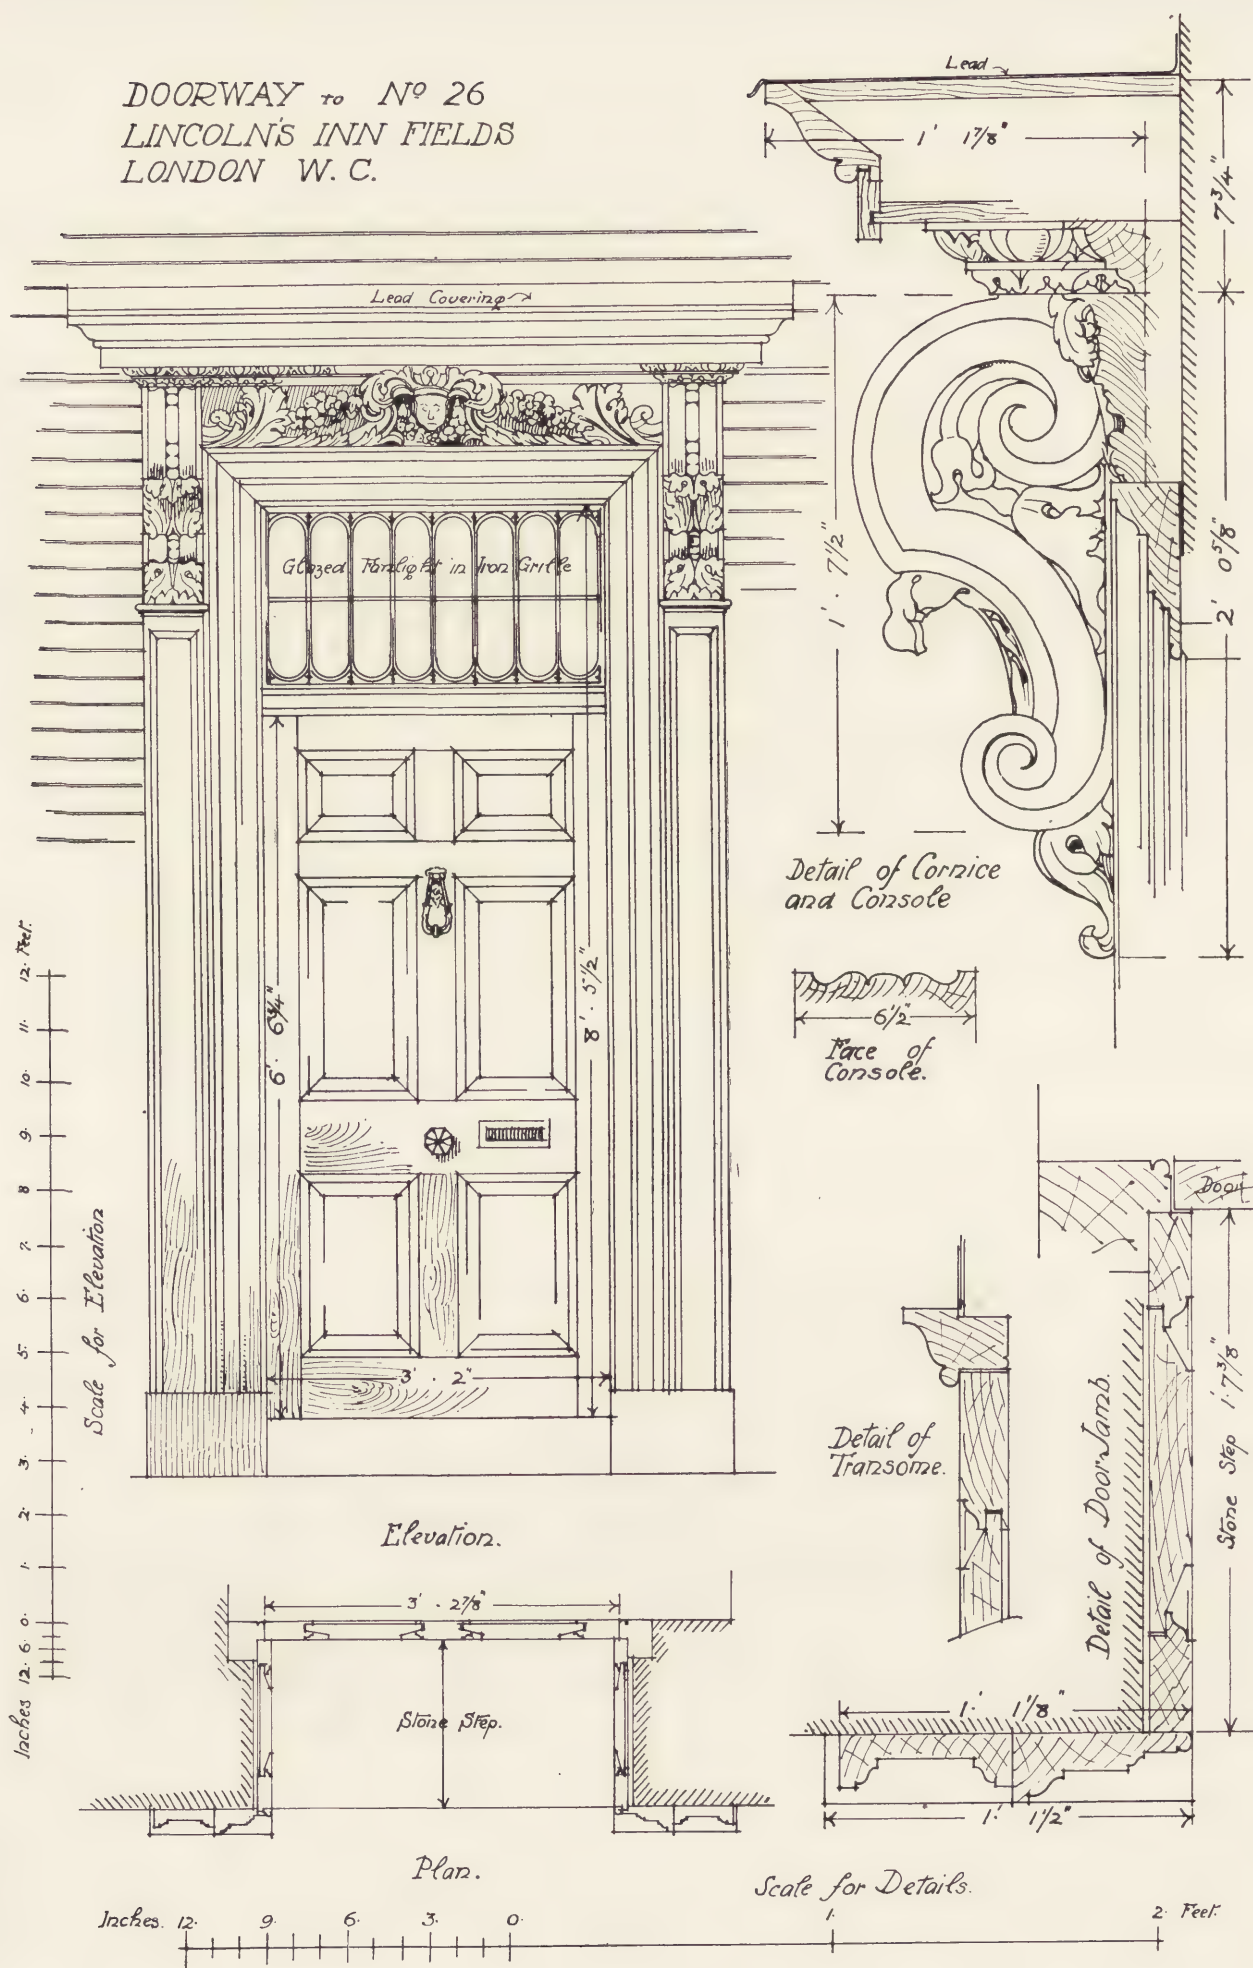 DOORWAY to Nº 26
LINCOLN'S INN FIELDS
LONDON W. C.
Lead
1' 1⅞"
7¾"
Lead Covering
Glazed Fanlight in Iron Grille
1' · 7½"
2' 0⅝"
Detail of Cornice
and Console
6½"
Face of
Console.
6' · 6¾"
8' · 5½"
3' · 2"
12· Feet.
11·
10·
9·
8
7·
6·
5·
4·
3·
2·
1·
0·
6·
Inches 12·
Scale for Elevation
Door
Detail of
Transome.
Detail of Door Jamb.
Stone Step 1'·7⅜"
Elevation.
3' · 2⅞"
Stone Step.
1·' 1⅛"
1·' 1½"
Plan.
Scale for Details.
Inches. 12· 9· 6· 3· 0· 1· 2· Feet.